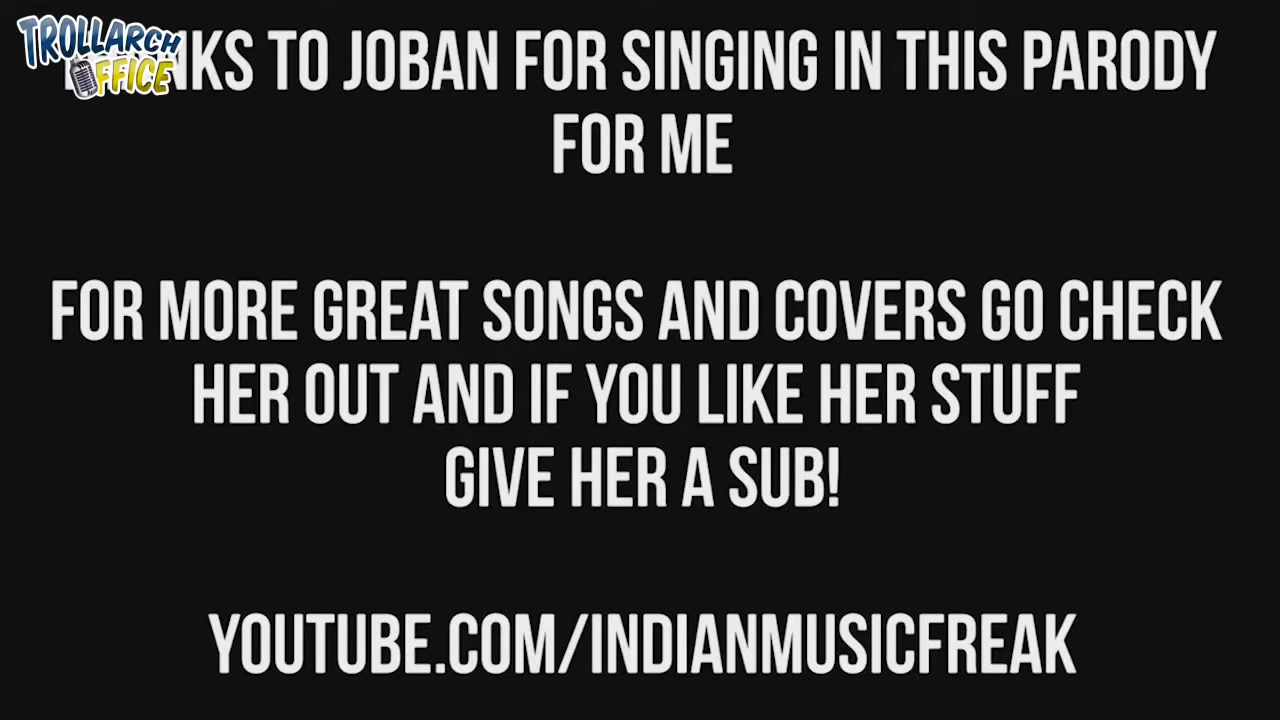 TROLLARCH
OFFICE
NKS TO JOBAN FOR SINGING IN THIS PARODY
FOR ME
FOR MORE GREAT SONGS AND COVERS GO CHECK
HER OUT AND IF YOU LIKE HER STUFF
GIVE HER A SUB!
YOUTUBE.COM/INDIANMUSICFREAK